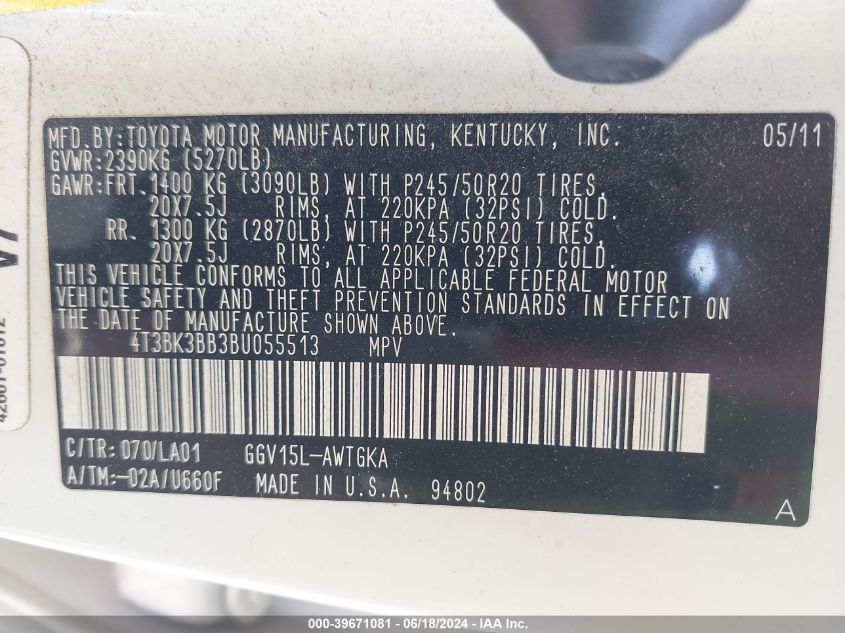 MFD.BY:TOYOTA MOTOR MANUFACTURING, KENTUCKY, INC. 05/11
GVWR:2390KG (5270LB)
GAWR:FRT.1400 KG (3090LB) WITH P245/50R20 TIRES,
20X7.5J RIMS, AT 220KPA (32PSI) COLD.
RR. 1300 KG (2870LB) WITH P245/50R20 TIRES,
20X7.5J RIMS, AT 220KPA (32PSI) COLD.
THIS VEHICLE CONFORMS TO ALL APPLICABLE FEDERAL MOTOR
VEHICLE SAFETY AND THEFT PREVENTION STANDARDS IN EFFECT ON
THE DATE OF MANUFACTURE SHOWN ABOVE.
4T3BK3BB3BU055513 MPV
C/TR:070/LA01 GGV15L-AWTGKA
A/TM:-02A/U660F MADE IN U.S.A. 94802
A
000-39671081 - 06/18/2024 - IAA Inc.